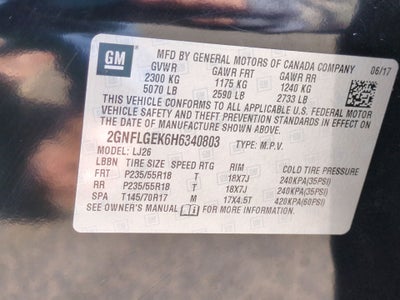 GM
MFD BY GENERAL MOTORS OF CANADA COMPANY
GVWR GAWR FRT GAWR RR 06/17
2300 KG 1175 KG 1240 KG
5070 LB 2590 LB 2733 LB
THIS VEHICLE CONFORMS TO ALL APPLICABLE U.S. FEDERAL MOTOR
VEHICLE SAFETY AND THEFT PREVENTION STANDARDS IN EFFECT ON
THE DATE OF MANUFACTURE SHOWN ABOVE.
2GNFLGEK6H6340803 TYPE: M.P.V.
MODEL: LJ26
LBBN TIRE SIZE SPEED RTG RIM COLD TIRE PRESSURE
FRT P235/55R18 T 18X7J 240KPA(35PSI)
RR P235/55R18 T 18X7J 240KPA(35PSI)
SPA T145/70R17 M 17X4.5T 420KPA(60PSI)
SEE OWNER'S MANUAL FOR MORE INFORMATION.